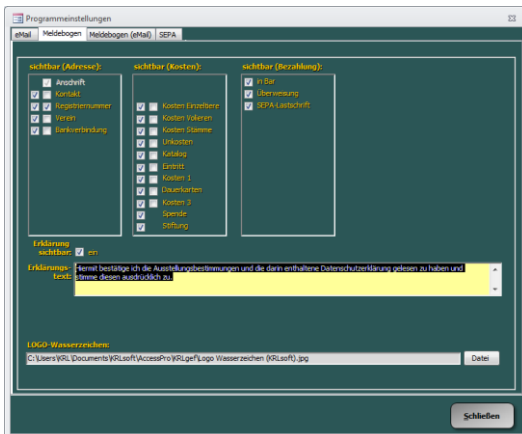 Programmeinstellungen
eMail Meldebogen Meldebogen (eMail) SEPA
sichtbar (Adresse): sichtbar (Kosten): sichtbar (Bezahlung):
Anschrift
Kontakt
Registriernummer
Verein
Bankverbindung
Kosten Einzeltiere
Kosten Volieren
Kosten Stämme
Unkosten
Katalog
Eintritt
Kosten 1
Dauerkarten
Kosten 3
Spende
Stiftung
in Bar
Überweisung
SEPA-Lastschrift
Erklärung
sichtbar: ein
Erklärungs-
text:
Hiermit bestätige ich die Ausstellungsbestimmungen und die darin enthaltene Datenschutzerklärung gelesen zu haben und
stimme diesen ausdrücklich zu.
LOGO-Wasserzeichen:
C:\Users\KRL\Documents\KRLsoft\AccessPro\KRLgef\Logo Wasserzeichen (KRLsoft).jpg Datei
Schließen